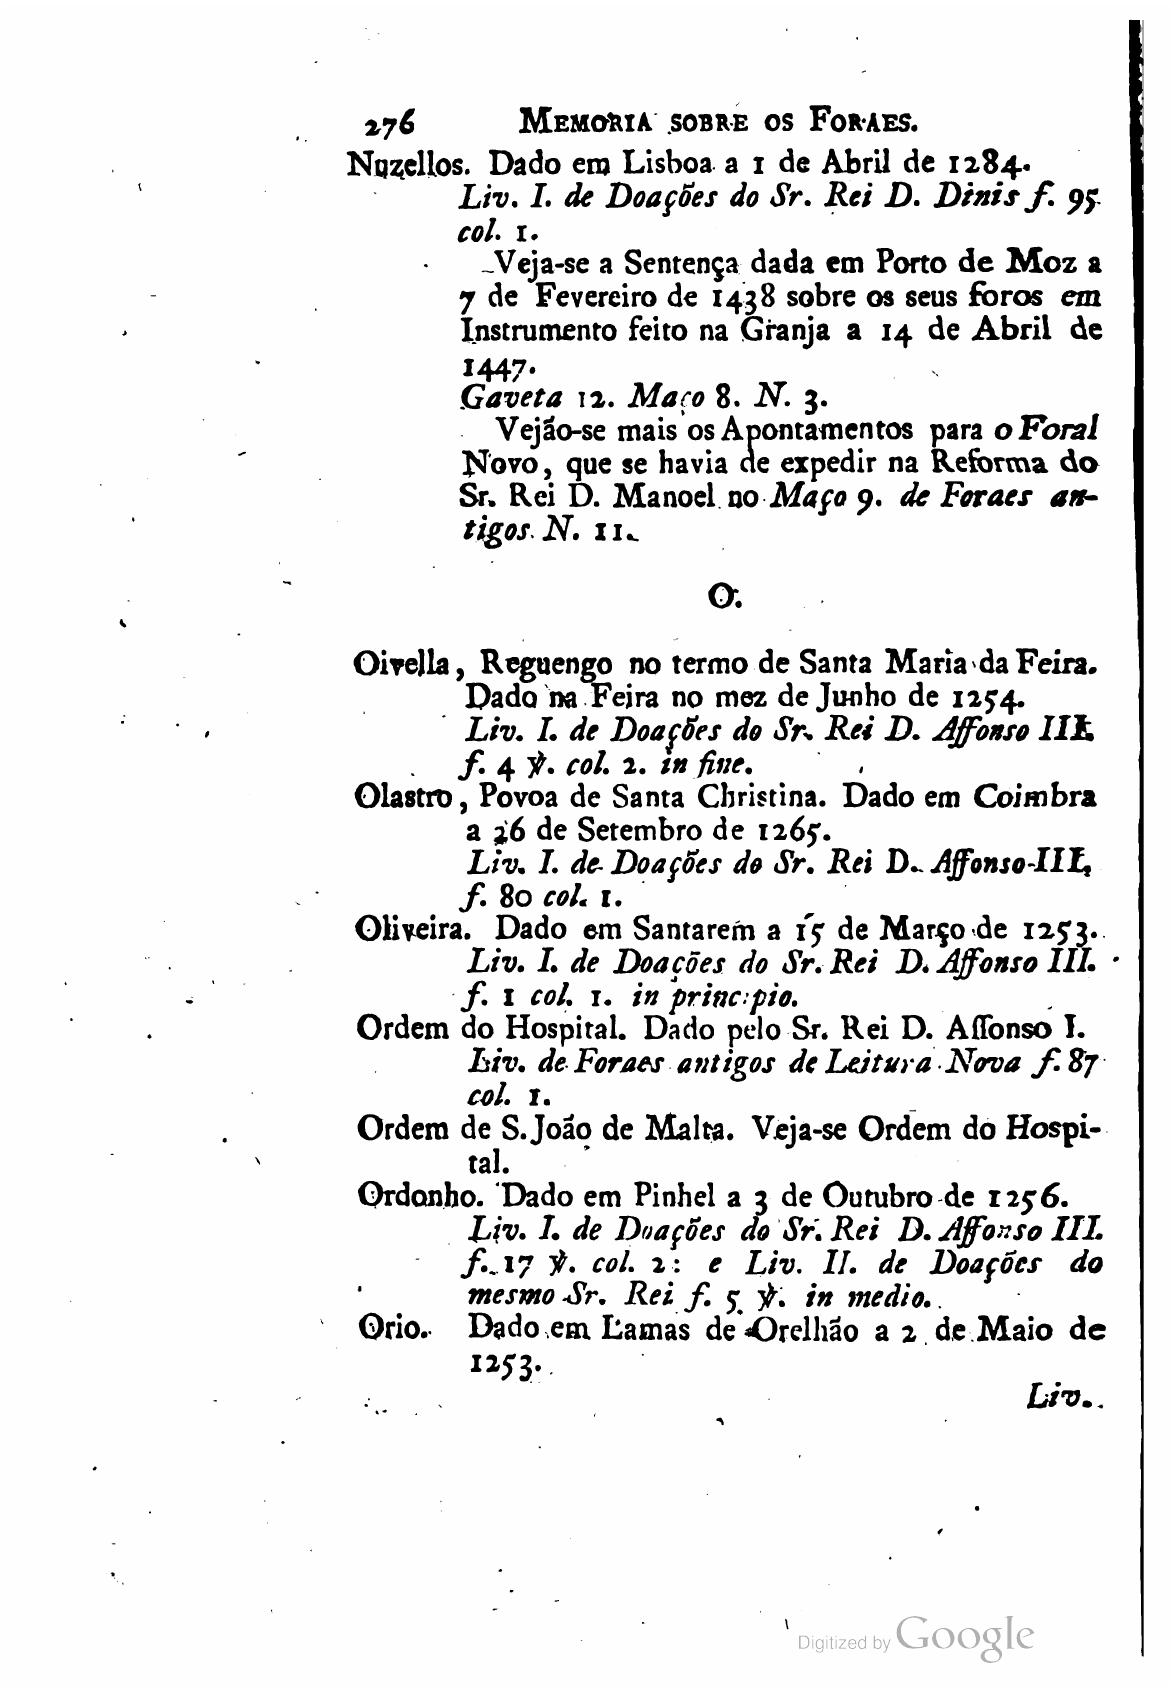 276 MEMORIA SOBRE OS FORAES.
Nuzellos. Dado em Lisboa a 1 de Abril de 1284.
Liv. I. de Doações do Sr. Rei D. Dinis f. 95
col. 1.
Veja-se a Sentença dada em Porto de Moz a
7 de Fevereiro de 1438 sobre os seus foros em
Instrumento feito na Granja a 14 de Abril de
1447.
Gaveta 12. Maço 8. N. 3.
Vejão-se mais os Apontamentos para o Foral
Novo, que se havia de expedir na Reforma do
Sr. Rei D. Manoel no Maço 9. de Foraes an-
tigos N. 11.
O.
Oivella, Reguengo no termo de Santa Maria da Feira.
Dado na Feira no mez de Junho de 1254.
Liv. I. de Doações do Sr. Rei D. Affonso III.
f. 4 ℣. col. 2. in fine.
Olastro, Povoa de Santa Christina. Dado em Coimbra
a 26 de Setembro de 1265.
Liv. I. de Doações do Sr. Rei D. Affonso III,
f. 80 col. 1.
Oliveira. Dado em Santarem a 15 de Março de 1253.
Liv. I. de Doações do Sr. Rei D. Affonso III.
f. 1 col. 1. in principio.
Ordem do Hospital. Dado pelo Sr. Rei D. Affonso I.
Liv. de Foraes antigos de Leitura Nova f. 87
col. 1.
Ordem de S. João de Malta. Veja-se Ordem do Hospi-
tal.
Ordonho. Dado em Pinhel a 3 de Outubro de 1256.
Liv. I. de Doações do Sr. Rei D. Affonso III.
f. 17 ℣. col. 2: e Liv. II. de Doações do
mesmo Sr. Rei f. 5 ℣. in medio.
Orio. Dado em Lamas de Orelhão a 2 de Maio de
1253.
Liv.
Digitized by Google